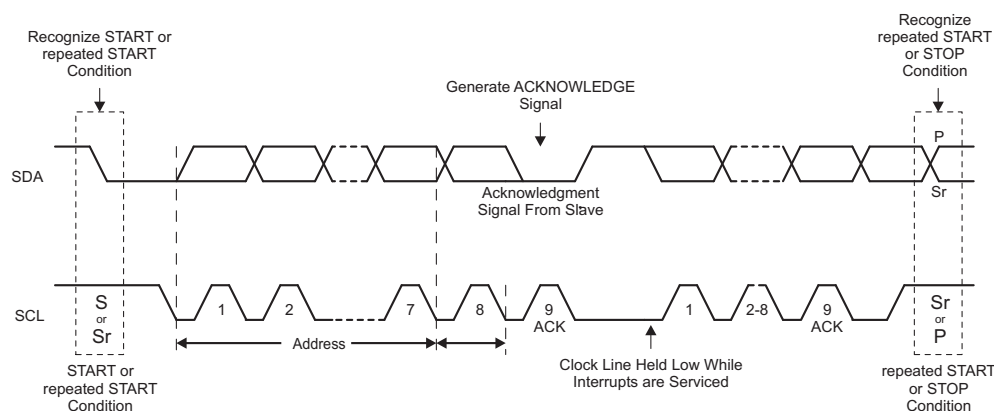 Recognize START or
repeated START
Condition
Recognize
repeated START
or STOP
Condition
Generate ACKNOWLEDGE
Signal
SDA
P
Sr
Acknowledgment
Signal From Slave
SCL
S
or
Sr
1
2
7
8
9
ACK
1
2-8
9
ACK
Sr
or
P
Address
Clock Line Held Low While
Interrupts are Serviced
START or
repeated START
Condition
repeated START
or STOP
Condition